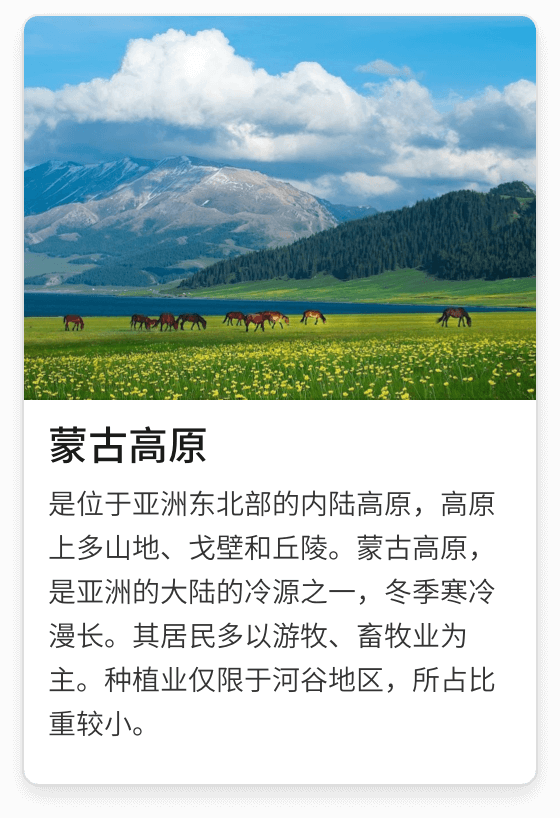 蒙古高原
是位于亚洲东北部的内陆高原，高原
上多山地、戈壁和丘陵。蒙古高原，
是亚洲的大陆的冷源之一，冬季寒冷
漫长。其居民多以游牧、畜牧业为
主。种植业仅限于河谷地区，所占比
重较小。